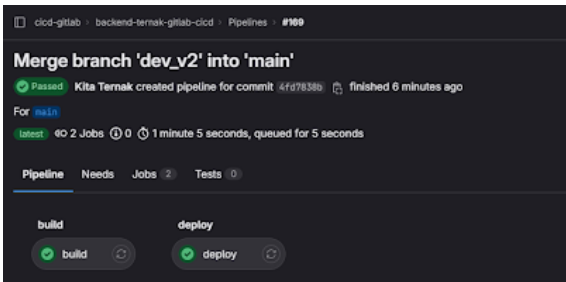 cicd-gitlab › backend-ternak-gitlab-cicd › Pipelines › #169
Merge branch 'dev_v2' into 'main'
Passed Kita Ternak created pipeline for commit 4fd7838b finished 6 minutes ago
For main
latest 2 Jobs 0 1 minute 5 seconds, queued for 5 seconds
Pipeline Needs Jobs 2 Tests 0
build deploy
build deploy